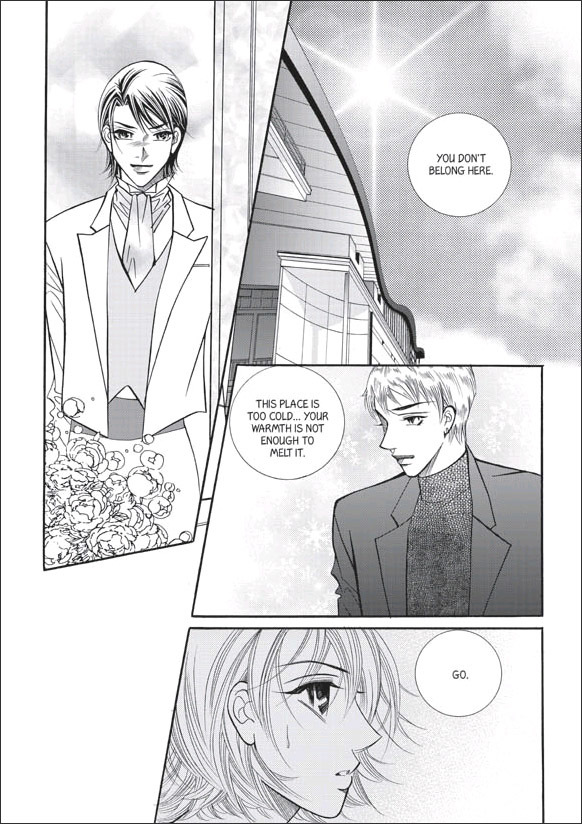 YOU DON'T
BELONG HERE.
THIS PLACE IS
TOO COLD... YOUR
WARMTH IS NOT
ENOUGH TO
MELT IT.
GO.